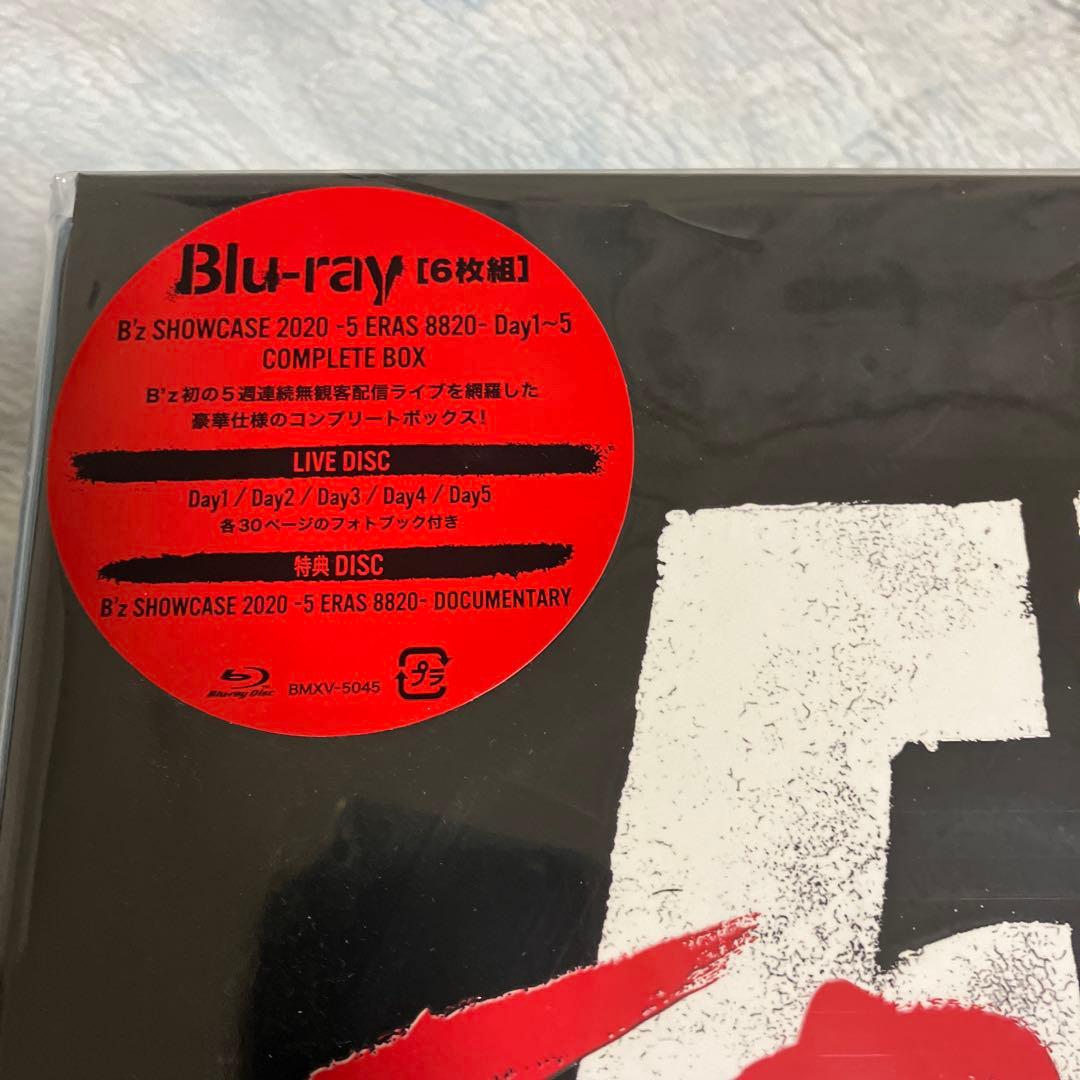 Blu-ray [6枚組]
B'z SHOWCASE 2020 -5 ERAS 8820- Day1~5
COMPLETE BOX
B'z初の5週連続無観客配信ライブを網羅した
豪華仕様のコンプリートボックス!
LIVE DISC
Day1 / Day2 / Day3 / Day4 / Day5
各30ページのフォトブック付き
特典 DISC
B'z SHOWCASE 2020 -5 ERAS 8820- DOCUMENTARY
Blu-ray Disc BMXV-5045 プラ
5